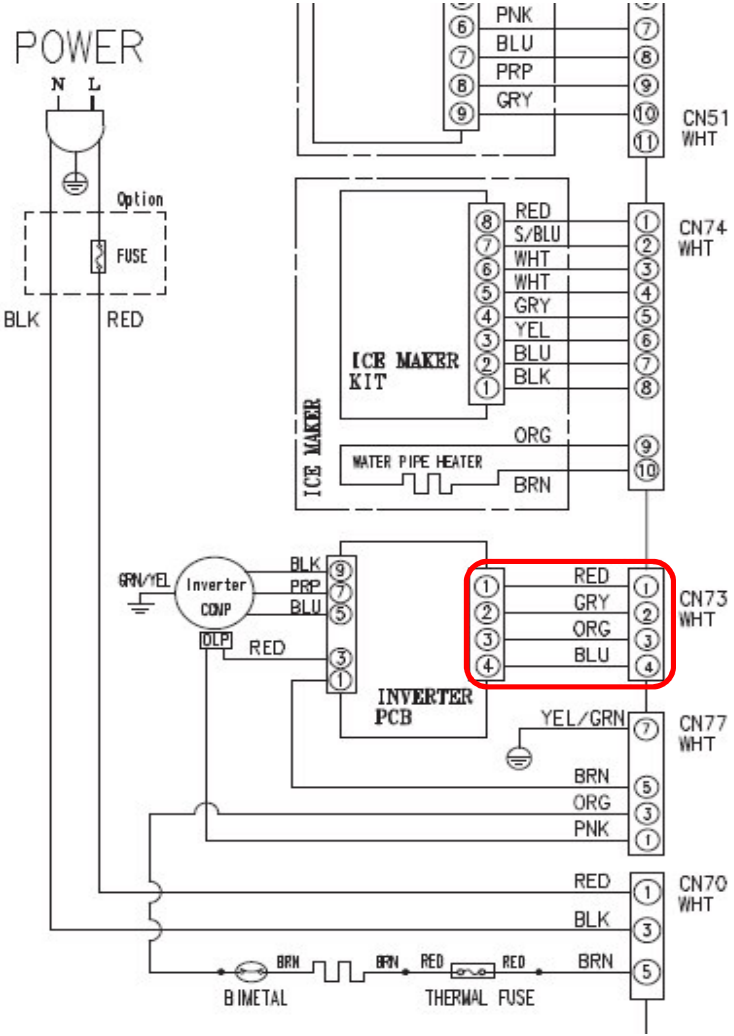 POWER
N L
Option
FUSE
BLK RED
6 PNK 7
7 BLU 8
8 PRP 9
9 GRY 10
11
CN51
WHT
CN74
WHT
8 RED 1
7 S/BLU 2
6 WHT 3
5 WHT 4
4 GRY 5
3 YEL 6
2 BLU 7
1 BLK 8
ICE MAKER
KIT
ICE MAKER
ORG 9
WATER PIPE HEATER
BRN 10
GRN/YEL
Inverter
COMP
OLP
BLK 9
PRP 7
BLU 5
RED 3
1
INVERTER
PCB
1 RED 1
2 GRY 2
3 ORG 3
4 BLU 4
CN73
WHT
YEL/GRN 7
CN77
WHT
BRN 5
ORG 3
PNK 1
RED 1
CN70
WHT
BLK 3
BRN BRN RED RED BRN 5
BIMETAL THERMAL FUSE